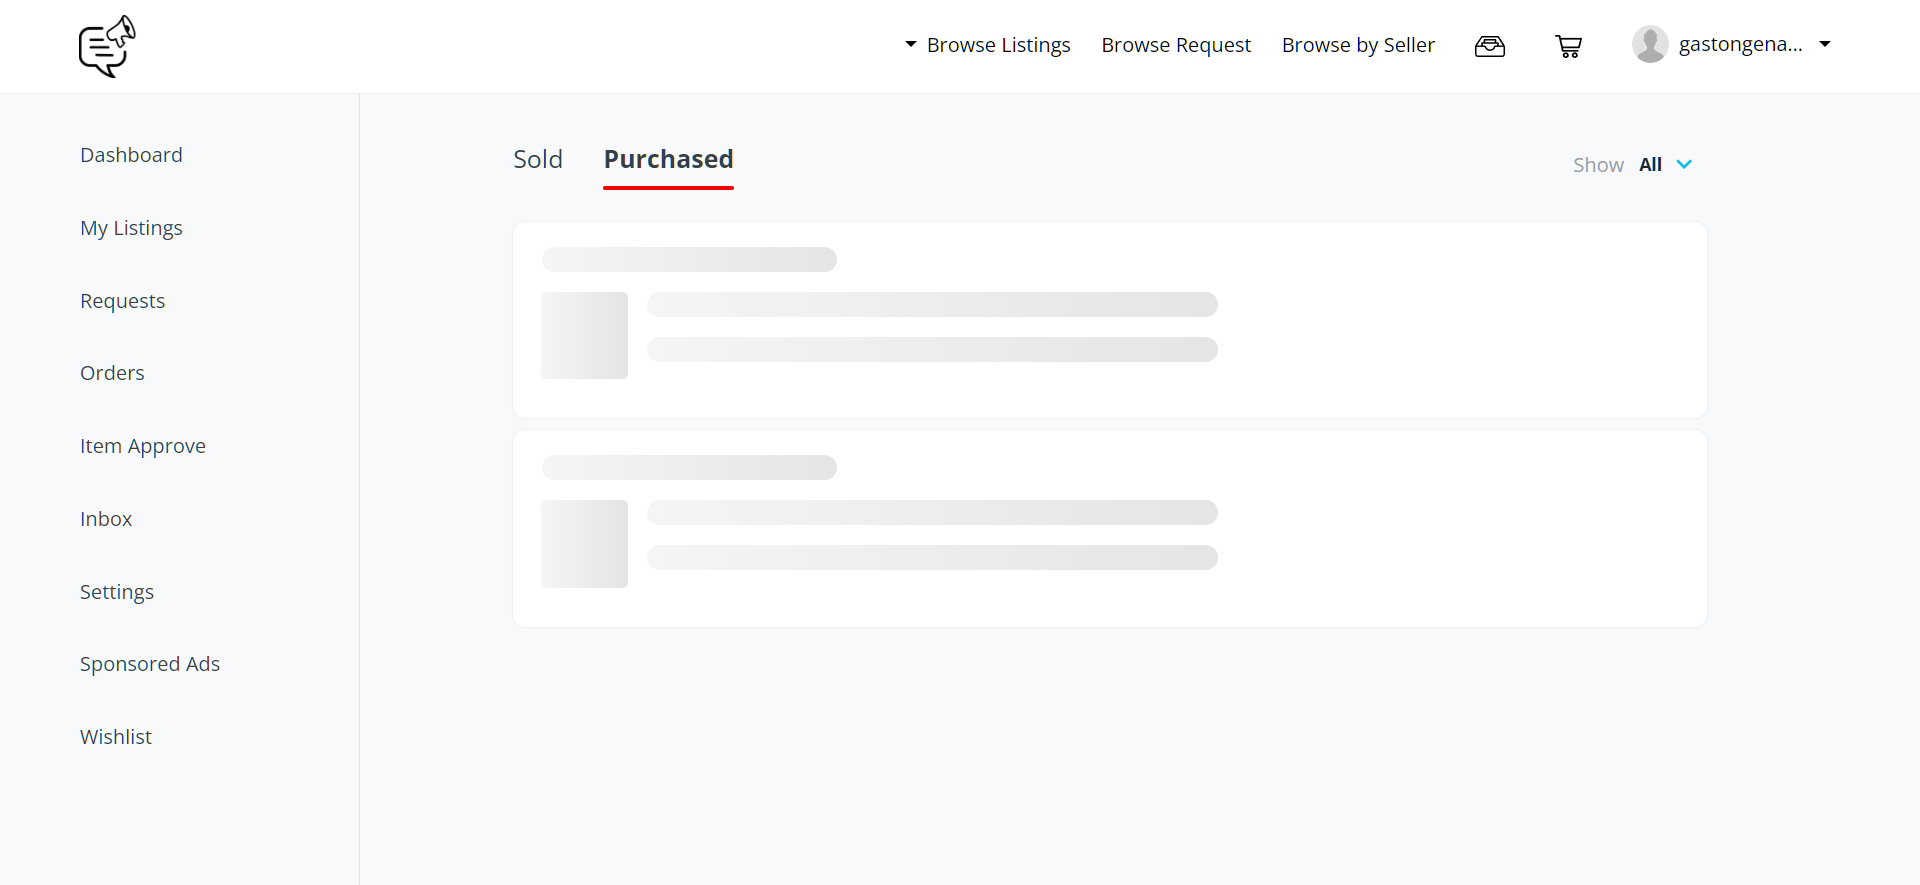 Browse Listings
Browse Request
Browse by Seller
gastongena...
Dashboard
My Listings
Requests
Orders
Item Approve
Inbox
Settings
Sponsored Ads
Wishlist
Sold
Purchased
Show All